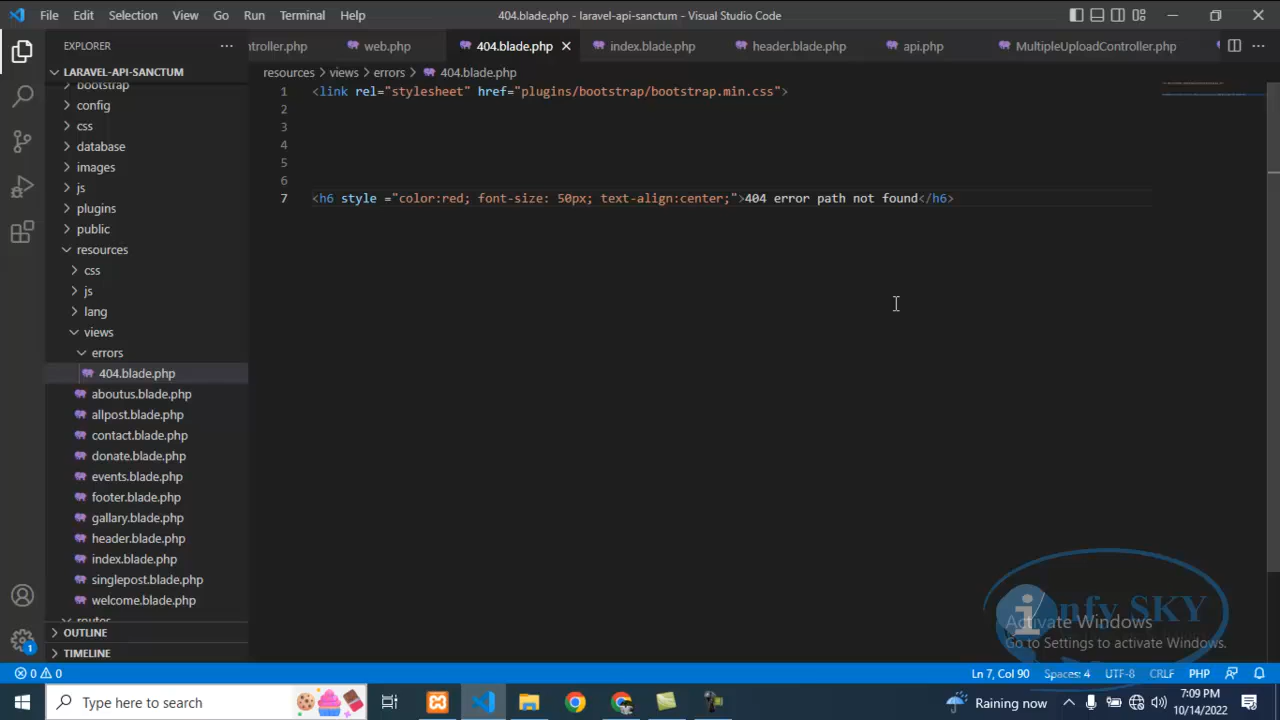 File Edit Selection View Go Run Terminal Help 404.blade.php - laravel-api-sanctum - Visual Studio Code
EXPLORER
ntroller.php web.php 404.blade.php index.blade.php header.blade.php api.php MultipleUploadController.php
LARAVEL-API-SANCTUM
resources > views > errors > 404.blade.php
bootstrap
config
css
database
images
js
plugins
public
resources
css
js
lang
views
errors
404.blade.php
aboutus.blade.php
allpost.blade.php
contact.blade.php
donate.blade.php
events.blade.php
footer.blade.php
gallary.blade.php
header.blade.php
index.blade.php
singlepost.blade.php
welcome.blade.php
routes
OUTLINE
TIMELINE
1 <link rel="stylesheet" href="plugins/bootstrap/bootstrap.min.css">
2
3
4
5
6
7 <h6 style ="color:red; font-size: 50px; text-align:center;">404 error path not found</h6>
infy SKY
Activate Windows
Go to Settings to activate Windows.
1
0 0 Ln 7, Col 90 Spaces: 4 UTF-8 CRLF PHP
Type here to search Raining now 7:09 PM
10/14/2022